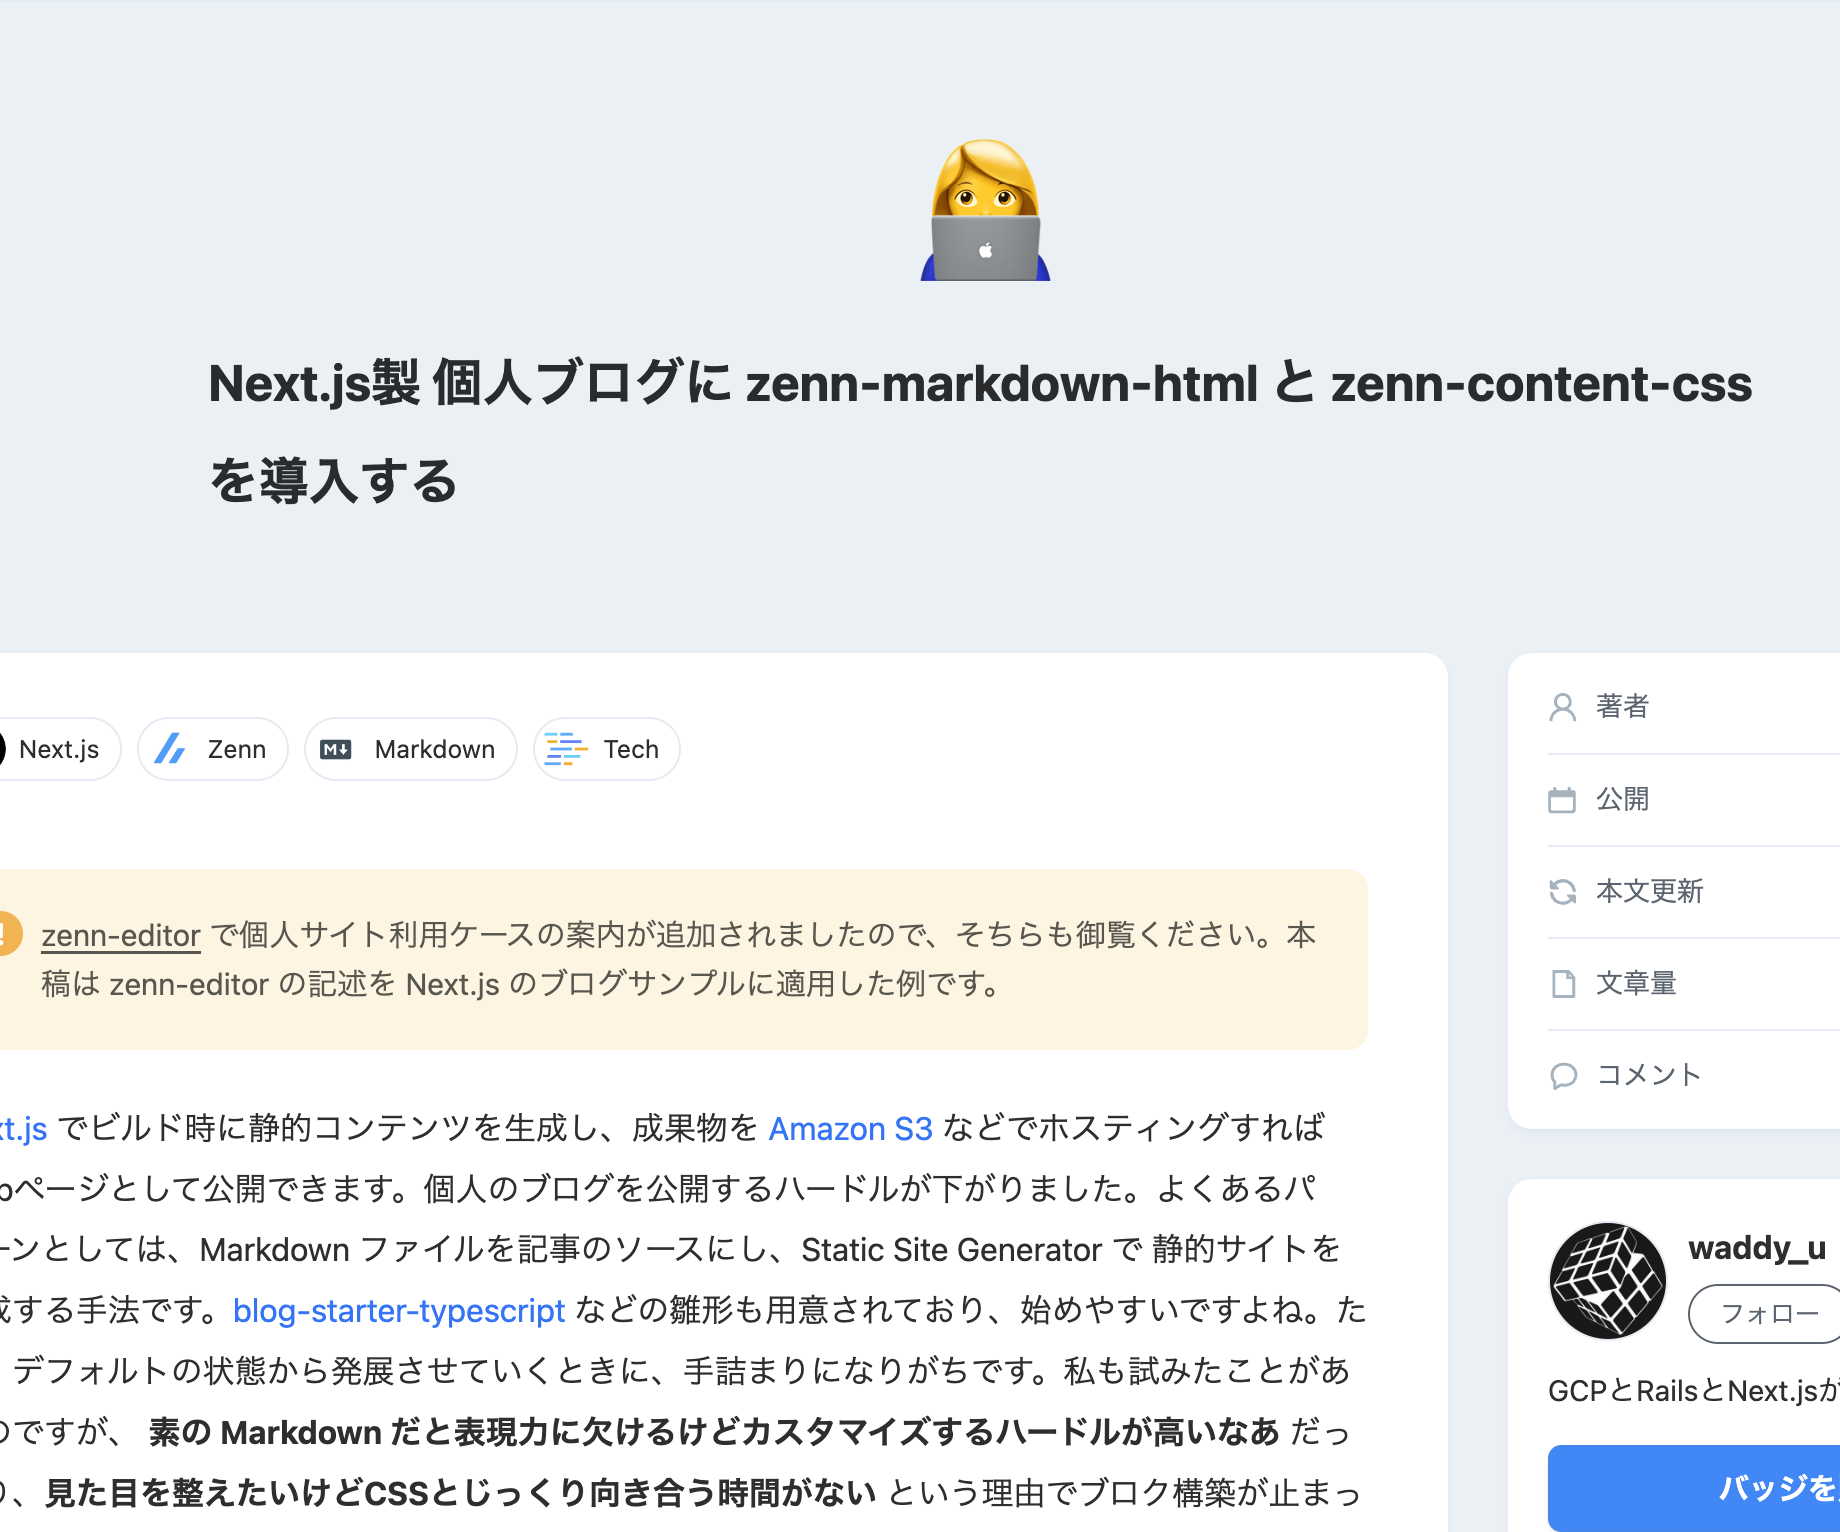 Next.js製 個人ブログに zenn-markdown-html と zenn-content-css
を導入する
Next.js
Zenn
Markdown
Tech
zenn-editor で個人サイト利用ケースの案内が追加されましたので、そちらも御覧ください。本
稿は zenn-editor の記述を Next.js のブログサンプルに適用した例です。
t.js でビルド時に静的コンテンツを生成し、成果物を Amazon S3 などでホスティングすれば
ページとして公開できます。個人のブログを公開するハードルが下がりました。よくあるパ
ーンとしては、Markdown ファイルを記事のソースにし、Static Site Generator で 静的サイトを
する手法です。blog-starter-typescript などの雛形も用意されており、始めやすいですよね。た
デフォルトの状態から発展させていくときに、手詰まりになりがちです。私も試みたことがあ
のですが、 素の Markdown だと表現力に欠けるけどカスタマイズするハードルが高いなあ だっ
り、見た目を整えたいけどCSSとじっくり向き合う時間がない という理由でブロク構築が止まっ
著者
公開
本文更新
文章量
コメント
waddy_u
フォロー
GCPとRailsとNext.jsが
バッジを